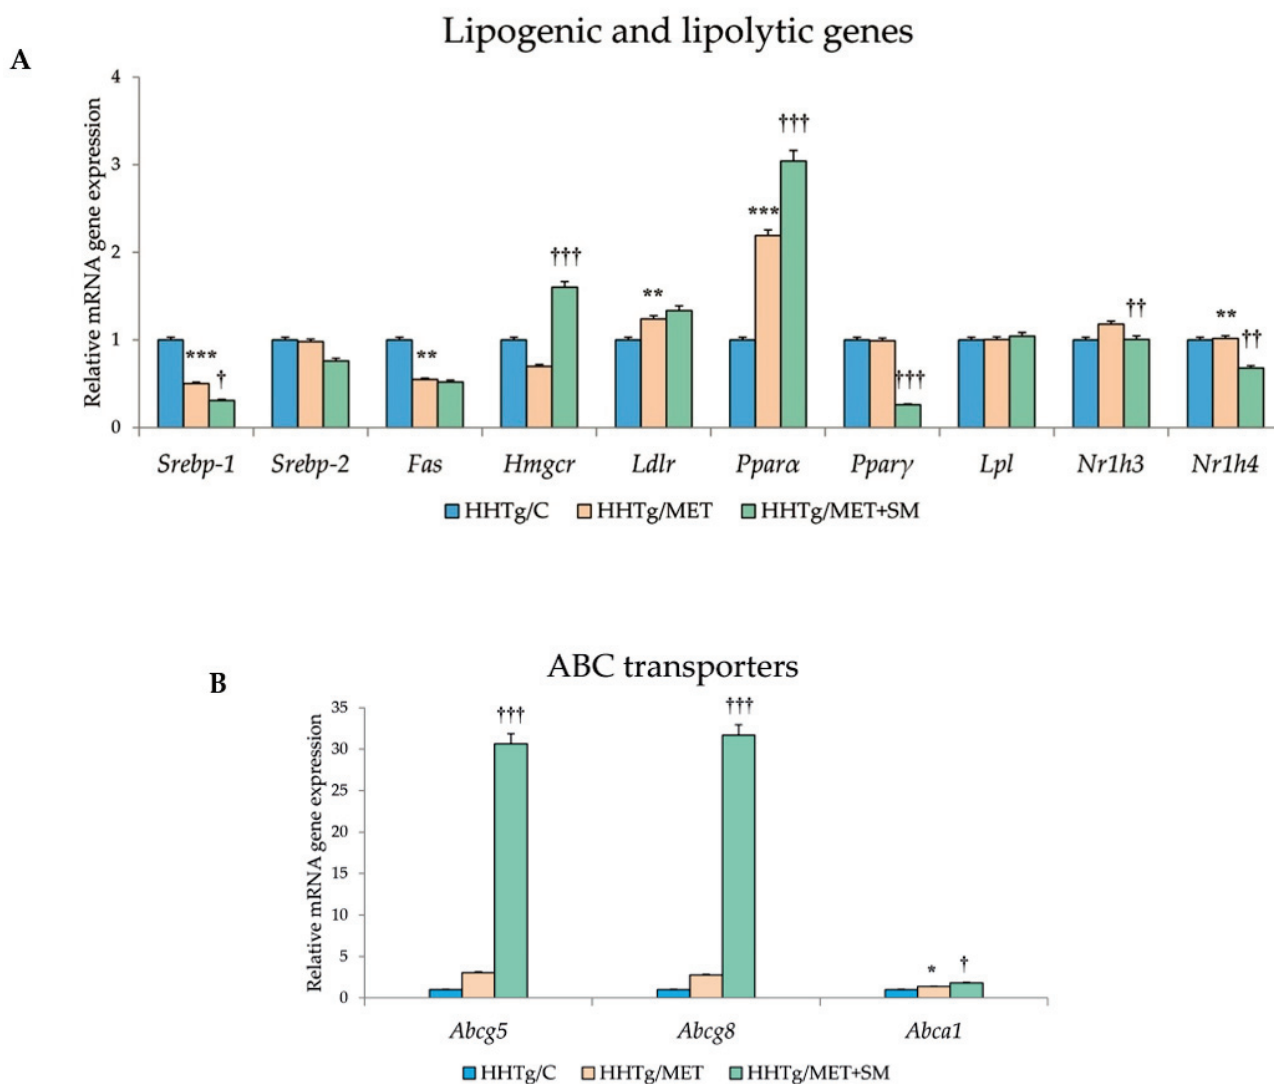 Lipogenic and lipolytic genes
A
Relative mRNA gene expression
4
3
2
1
0
***
†
**
†††
**
***
†††
†††
††
**
††
Srebp-1 Srebp-2 Fas Hmgcr Ldlr Pparα Pparγ Lpl Nr1h3 Nr1h4
HHTg/C HHTg/MET HHTg/MET+SM
ABC transporters
B
Relative mRNA gene expression
35
30
25
20
15
10
5
0
†††
†††
*
†
Abcg5 Abcg8 Abca1
HHTg/C HHTg/MET HHTg/MET+SM